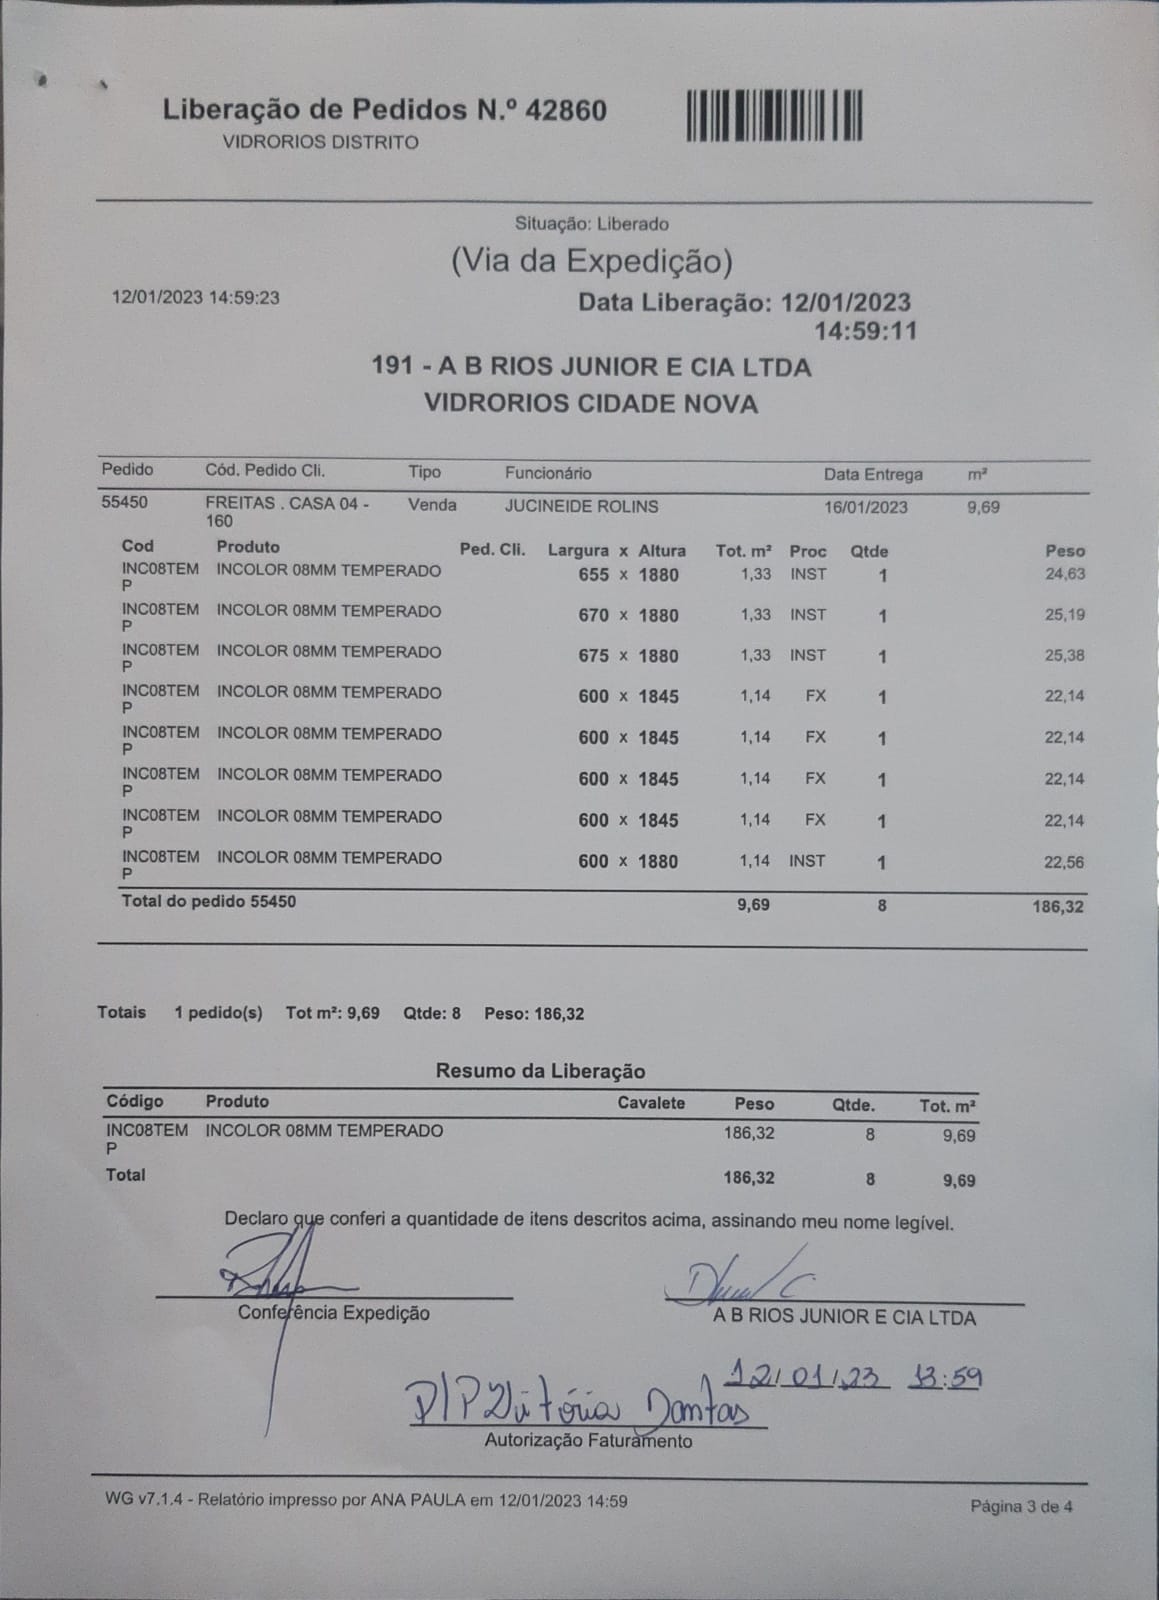 Liberação de Pedidos N.º 42860
VIDRORIOS DISTRITO
Situação: Liberado
(Via da Expedição)
12/01/2023 14:59:23
Data Liberação: 12/01/2023
14:59:11
191 - A B RIOS JUNIOR E CIA LTDA
VIDRORIOS CIDADE NOVA
Pedido Cód. Pedido Cli. Tipo Funcionário Data Entrega m²
55450 FREITAS . CASA 04 - Venda JUCINEIDE ROLINS 16/01/2023 9,69
160
Cod Produto Ped. Cli. Largura x Altura Tot. m² Proc Qtde Peso
INC08TEM INCOLOR 08MM TEMPERADO 655 x 1880 1,33 INST 1 24,63
P
INC08TEM INCOLOR 08MM TEMPERADO 670 x 1880 1,33 INST 1 25,19
P
INC08TEM INCOLOR 08MM TEMPERADO 675 x 1880 1,33 INST 1 25,38
P
INC08TEM INCOLOR 08MM TEMPERADO 600 x 1845 1,14 FX 1 22,14
P
INC08TEM INCOLOR 08MM TEMPERADO 600 x 1845 1,14 FX 1 22,14
P
INC08TEM INCOLOR 08MM TEMPERADO 600 x 1845 1,14 FX 1 22,14
P
INC08TEM INCOLOR 08MM TEMPERADO 600 x 1845 1,14 FX 1 22,14
P
INC08TEM INCOLOR 08MM TEMPERADO 600 x 1880 1,14 INST 1 22,56
P
Total do pedido 55450 9,69 8 186,32
Totais 1 pedido(s) Tot m²: 9,69 Qtde: 8 Peso: 186,32
Resumo da Liberação
Código Produto Cavalete Peso Qtde. Tot. m²
INC08TEM INCOLOR 08MM TEMPERADO 186,32 8 9,69
P
Total 186,32 8 9,69
Declaro que conferi a quantidade de itens descritos acima, assinando meu nome legível.
Conferência Expedição
A B RIOS JUNIOR E CIA LTDA
12/01/23 13:59
P/P Vitória Dantas
Autorização Faturamento
WG v7.1.4 - Relatório impresso por ANA PAULA em 12/01/2023 14:59
Página 3 de 4